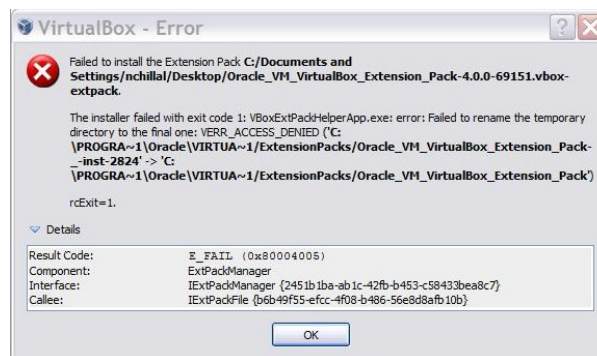 VirtualBox - Error
Failed to install the Extension Pack C:/Documents and
Settings/nchillal/Desktop/Oracle_VM_VirtualBox_Extension_Pack-4.0.0-69151.vbox-
extpack.
The installer failed with exit code 1: VBoxExtPackHelperApp.exe: error: Failed to rename the temporary
directory to the final one: VERR_ACCESS_DENIED ('C:
\PROGRA~1\Oracle\VIRTUA~1/ExtensionPacks/Oracle_VM_VirtualBox_Extension_Pack-
_-inst-2824' -> 'C:
\PROGRA~1\Oracle\VIRTUA~1/ExtensionPacks/Oracle_VM_VirtualBox_Extension_Pack')
rcExit=1.
Details
Result Code: E_FAIL (0x80004005)
Component: ExtPackManager
Interface: IExtPackManager {2451b1ba-ab1c-42fb-b453-c58433bea8c7}
Callee: IExtPackFile {b6b49f55-efcc-4f08-b486-56e8d8afb10b}
OK